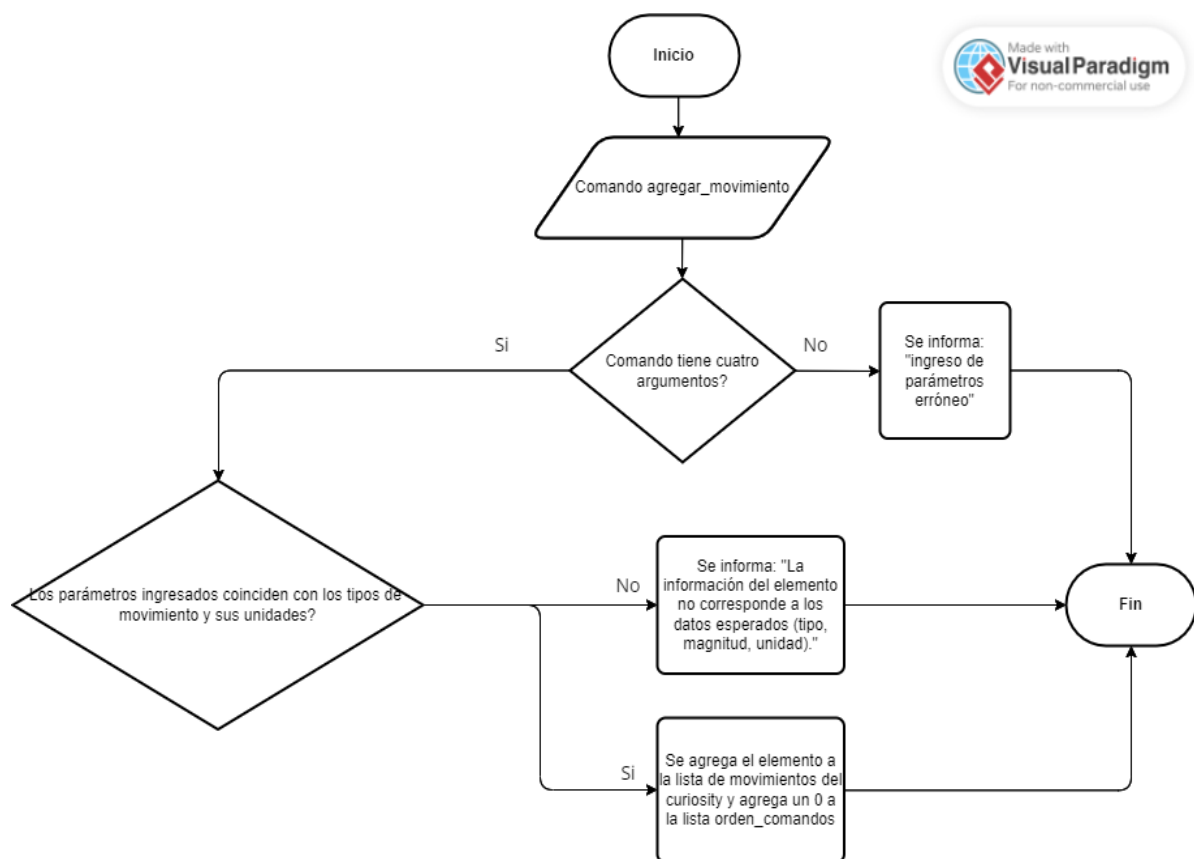 Inicio
Made with
Visual Paradigm
For non-commercial use
Comando agregar_movimiento
Si
Comando tiene cuatro
argumentos?
No
Se informa:
"ingreso de
parámetros
erróneo"
Los parámetros ingresados coinciden con los tipos de
movimiento y sus unidades?
No
Se informa: "La
información del elemento
no corresponde a los
datos esperados (tipo,
magnitud, unidad)."
Fin
Si
Se agrega el elemento a
la lista de movimientos del
curiosity y agrega un 0 a
la lista orden_comandos